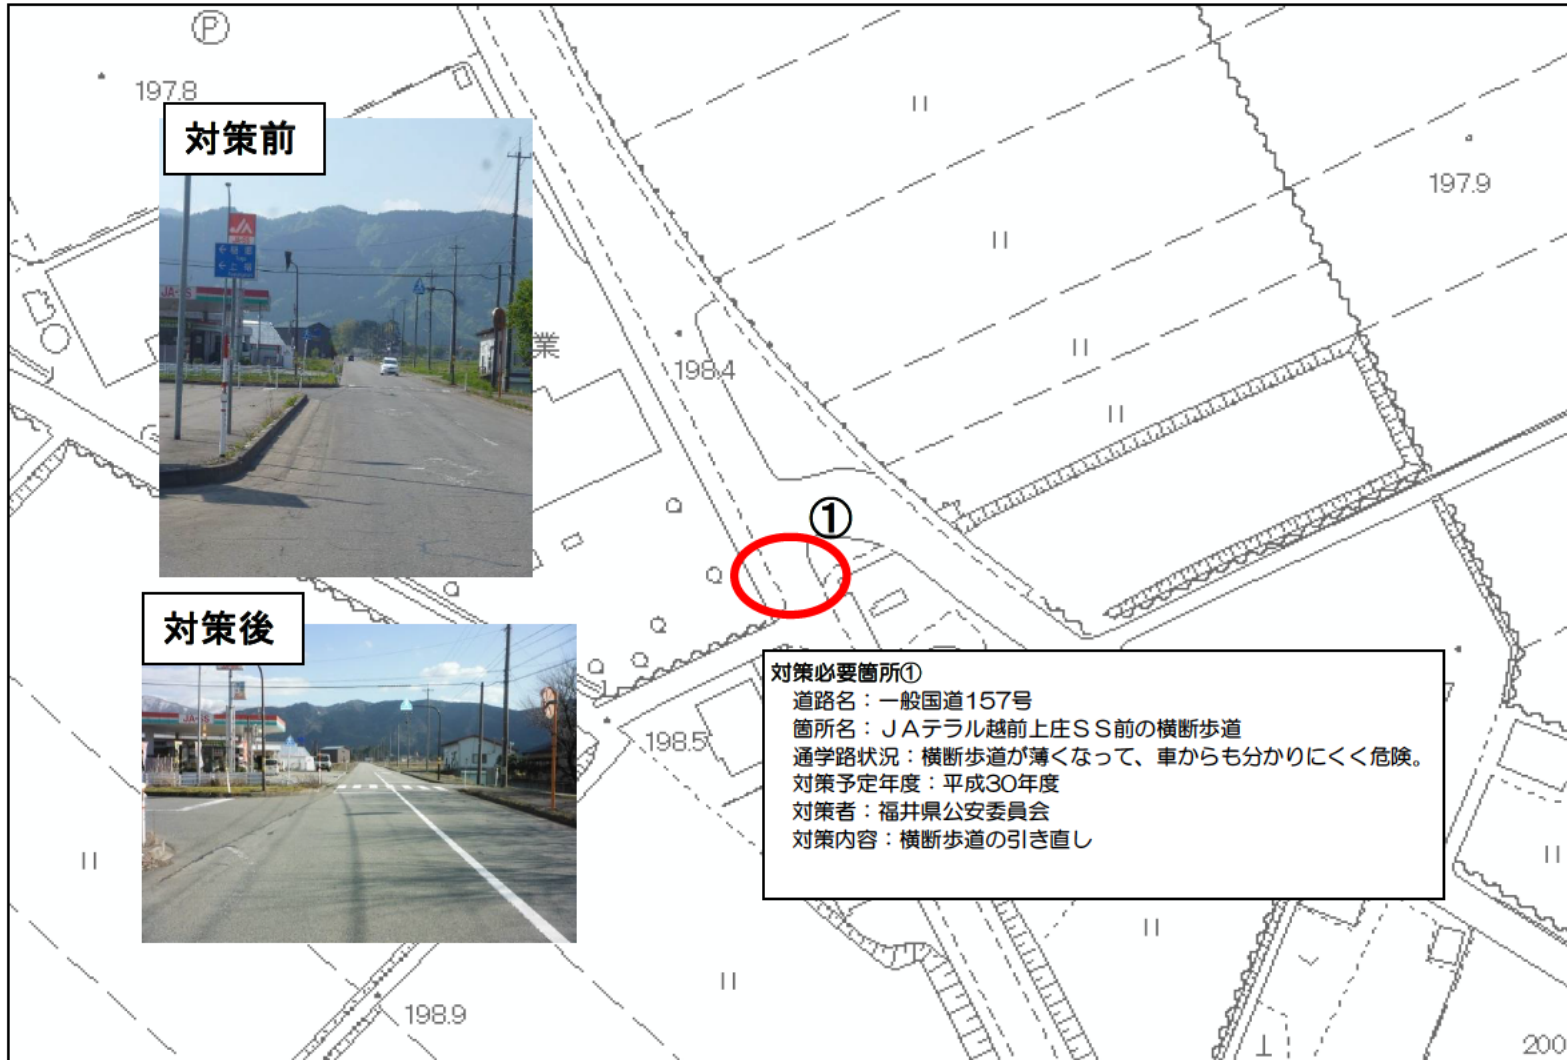 P
197.8
対策前
JA
JA-SS
業
198.4
197.9
①
対策後
JA-SS
198.5
対策必要箇所①
道路名：一般国道157号
箇所名：ＪＡテラル越前上庄ＳＳ前の横断歩道
通学路状況：横断歩道が薄くなって、車からも分かりにくく危険。
対策予定年度：平成30年度
対策者：福井県公安委員会
対策内容：横断歩道の引き直し
198.9
200